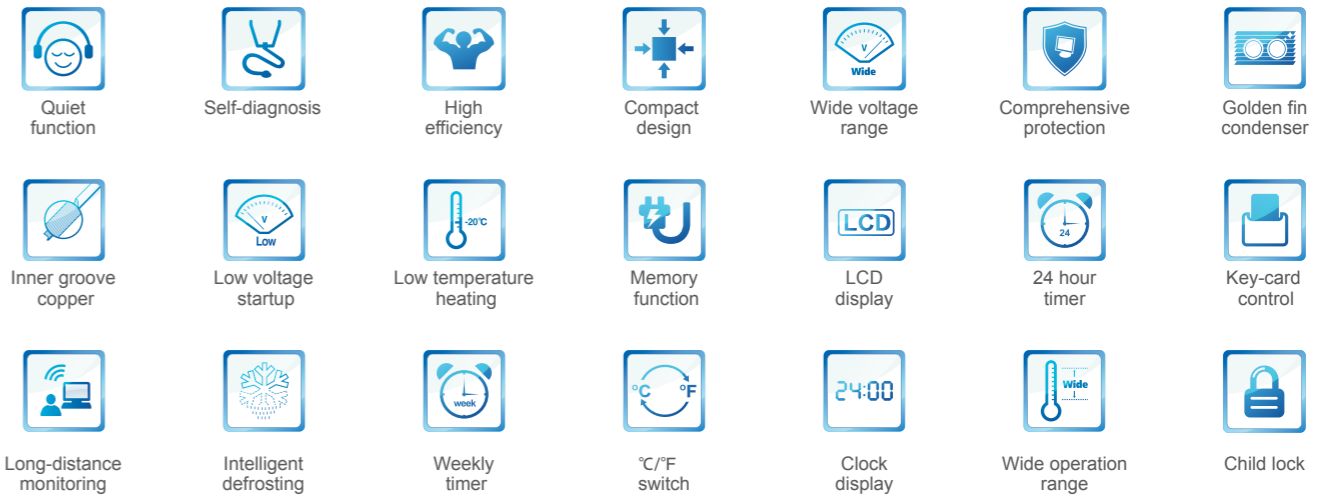 Quiet
function
Self-diagnosis
High
efficiency
Compact
design
V
Wide
Wide voltage
range
Comprehensive
protection
Golden fin
condenser
Inner groove
copper
V
Low
Low voltage
startup
-20℃
Low temperature
heating
Memory
function
LCD
LCD
display
24
24 hour
timer
Key-card
control
Long-distance
monitoring
Intelligent
defrosting
week
Weekly
timer
°C °F
℃/℉
switch
24:00
Clock
display
Wide
Wide operation
range
Child lock